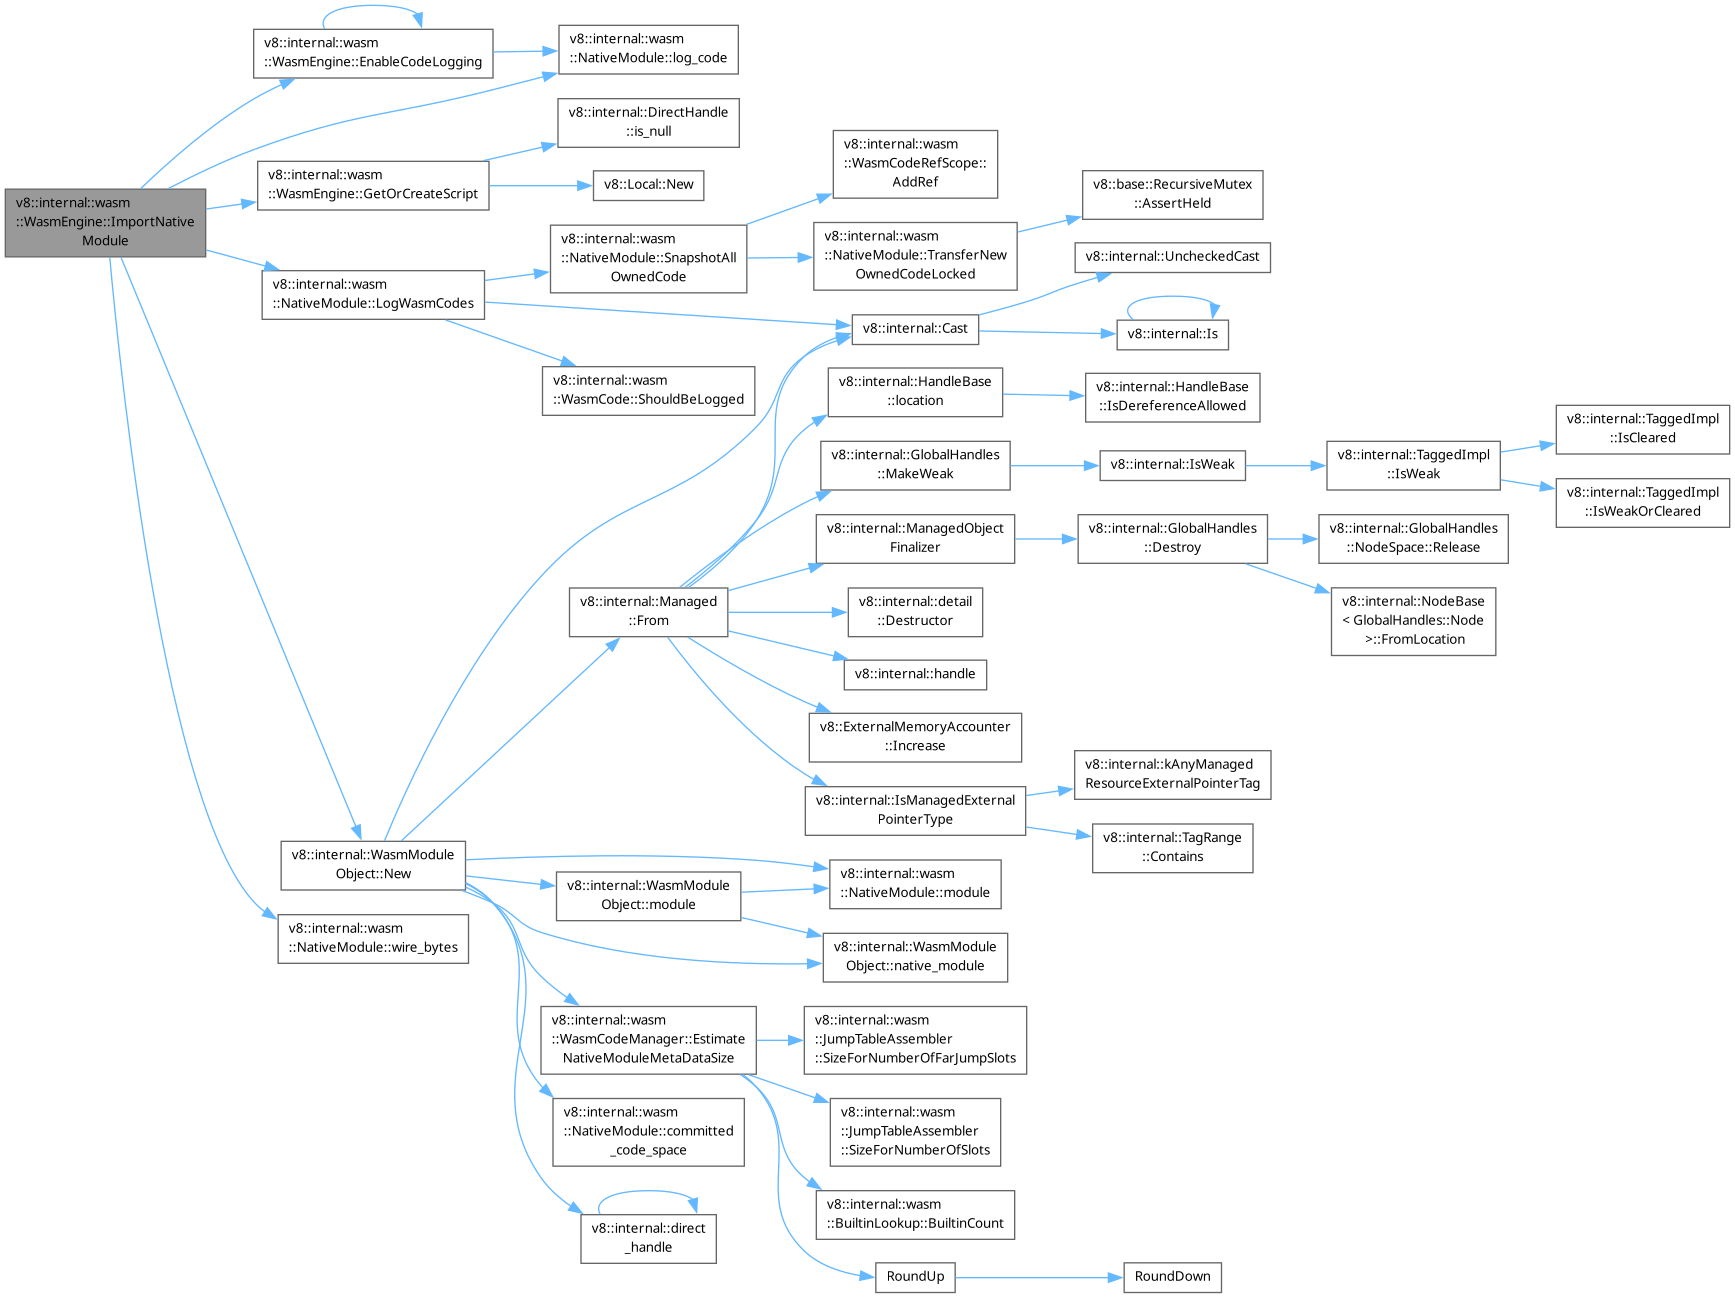 v8::internal::wasm
::WasmEngine::ImportNative
Module
v8::internal::wasm
::WasmEngine::EnableCodeLogging
v8::internal::wasm
::NativeModule::log_code
v8::internal::wasm
::WasmEngine::GetOrCreateScript
v8::internal::DirectHandle
::is_null
v8::Local::New
v8::internal::wasm
::NativeModule::LogWasmCodes
v8::internal::wasm
::NativeModule::SnapshotAll
OwnedCode
v8::internal::wasm
::WasmCodeRefScope::
AddRef
v8::internal::wasm
::NativeModule::TransferNew
OwnedCodeLocked
v8::base::RecursiveMutex
::AssertHeld
v8::internal::Cast
v8::internal::UncheckedCast
v8::internal::Is
v8::internal::wasm
::WasmCode::ShouldBeLogged
v8::internal::WasmModule
Object::New
v8::internal::Managed
::From
v8::internal::HandleBase
::location
v8::internal::HandleBase
::IsDereferenceAllowed
v8::internal::GlobalHandles
::MakeWeak
v8::internal::IsWeak
v8::internal::TaggedImpl
::IsWeak
v8::internal::TaggedImpl
::IsCleared
v8::internal::TaggedImpl
::IsWeakOrCleared
v8::internal::ManagedObject
Finalizer
v8::internal::GlobalHandles
::Destroy
v8::internal::GlobalHandles
::NodeSpace::Release
v8::internal::NodeBase
< GlobalHandles::Node
>::FromLocation
v8::internal::detail
::Destructor
v8::internal::handle
v8::ExternalMemoryAccounter
::Increase
v8::internal::IsManagedExternal
PointerType
v8::internal::kAnyManaged
ResourceExternalPointerTag
v8::internal::TagRange
::Contains
v8::internal::wasm
::NativeModule::module
v8::internal::WasmModule
Object::module
v8::internal::WasmModule
Object::native_module
v8::internal::wasm
::WasmCodeManager::Estimate
NativeModuleMetaDataSize
v8::internal::wasm
::JumpTableAssembler
::SizeForNumberOfFarJumpSlots
v8::internal::wasm
::JumpTableAssembler
::SizeForNumberOfSlots
v8::internal::wasm
::BuiltinLookup::BuiltinCount
RoundUp
RoundDown
v8::internal::wasm
::NativeModule::committed
_code_space
v8::internal::direct
_handle
v8::internal::wasm
::NativeModule::wire_bytes